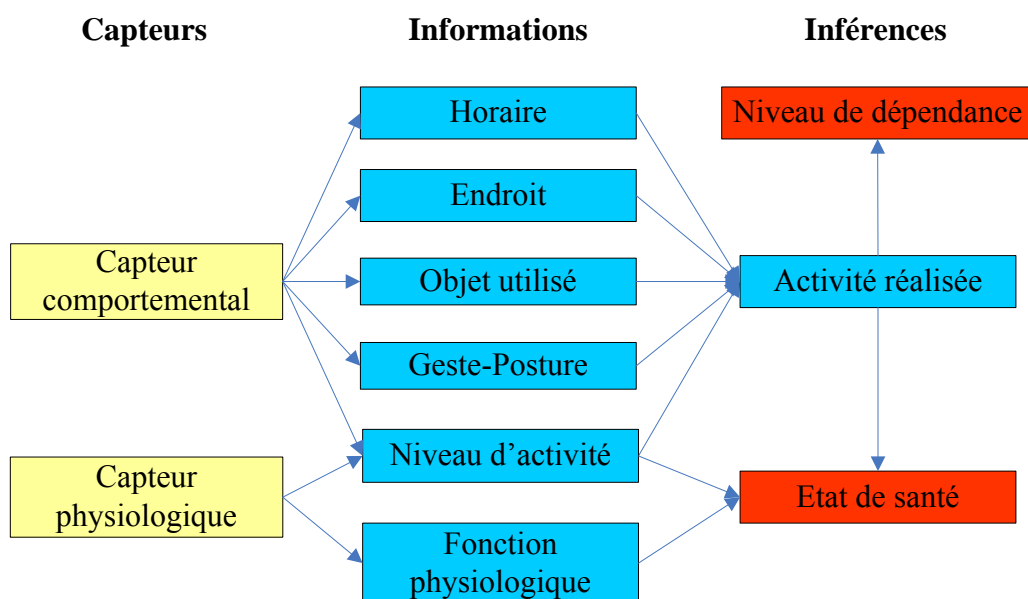 Capteurs
Informations
Inférences
Horaire
Niveau de dépendance
Endroit
Capteur
comportemental
Objet utilisé
Activité réalisée
Geste-Posture
Niveau d’activité
Capteur
physiologique
Etat de santé
Fonction
physiologique